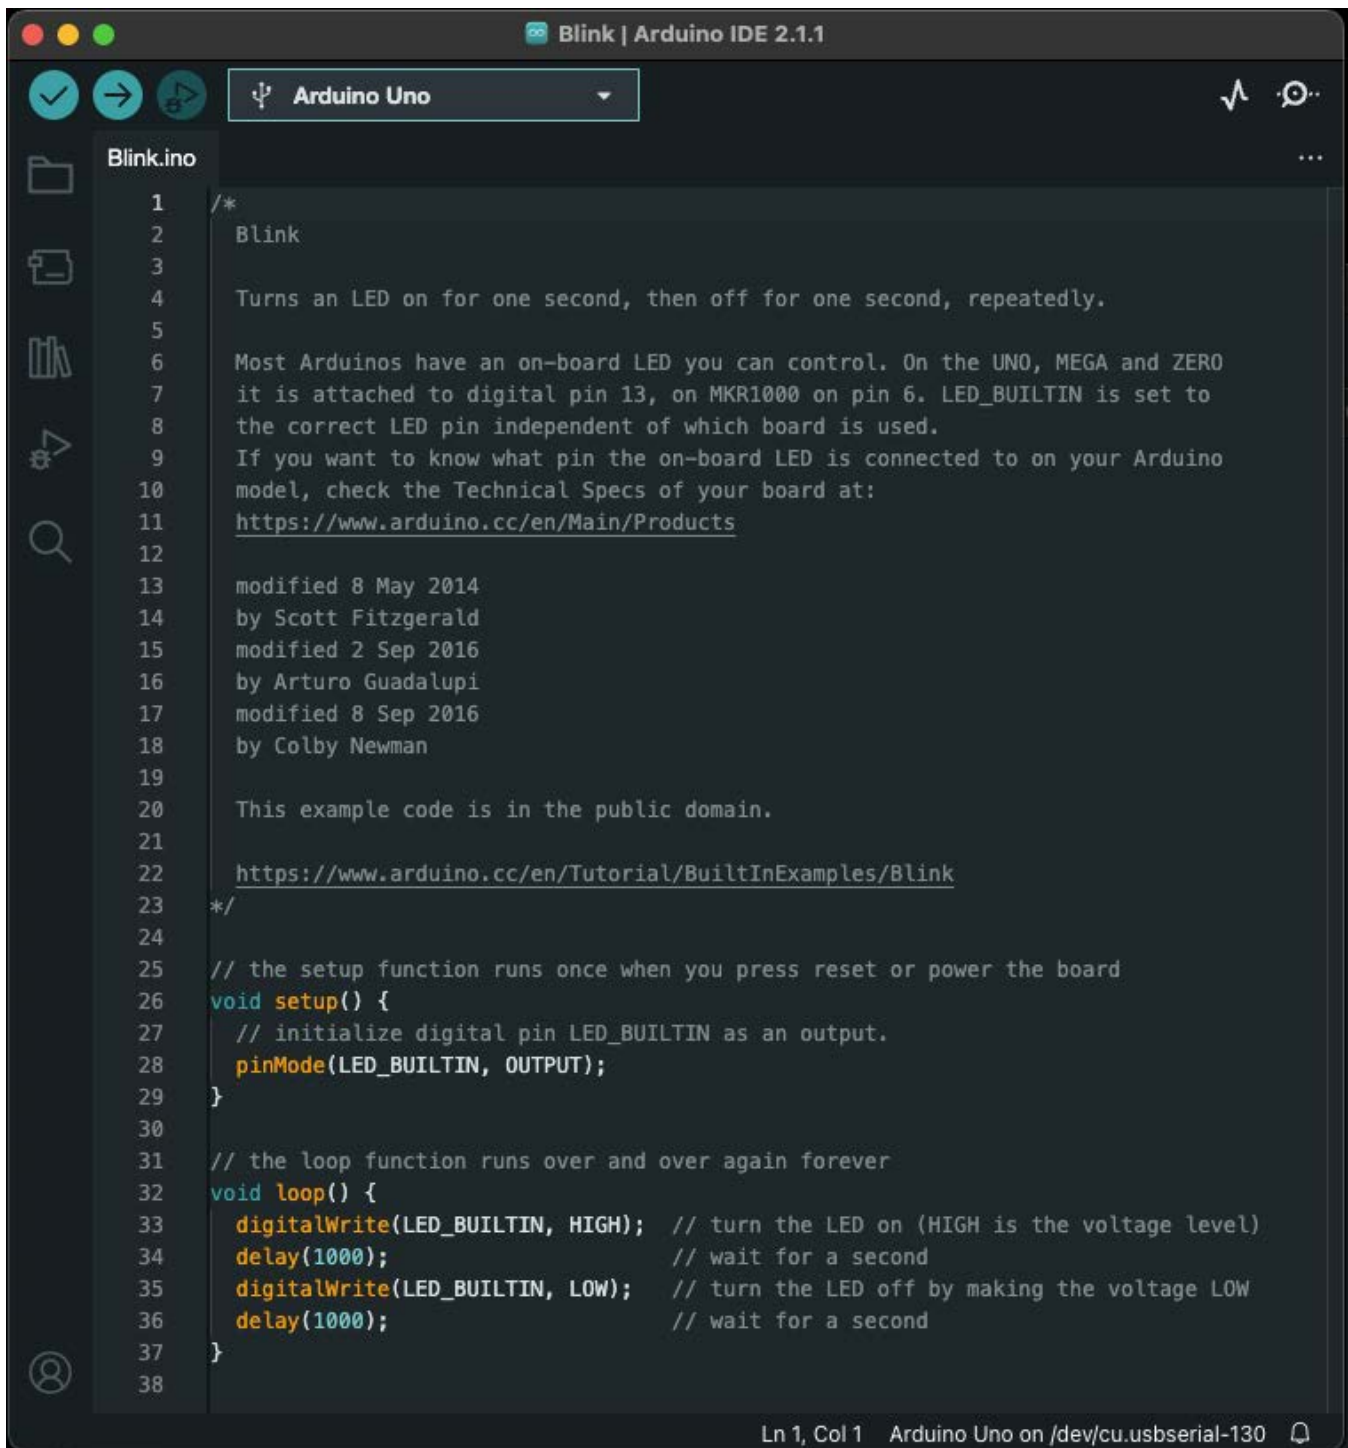 Blink | Arduino IDE 2.1.1
Arduino Uno
Blink.ino
1 /*
2 Blink
3
4 Turns an LED on for one second, then off for one second, repeatedly.
5
6 Most Arduinos have an on-board LED you can control. On the UNO, MEGA and ZERO
7 it is attached to digital pin 13, on MKR1000 on pin 6. LED_BUILTIN is set to
8 the correct LED pin independent of which board is used.
9 If you want to know what pin the on-board LED is connected to on your Arduino
10 model, check the Technical Specs of your board at:
11 https://www.arduino.cc/en/Main/Products
12
13 modified 8 May 2014
14 by Scott Fitzgerald
15 modified 2 Sep 2016
16 by Arturo Guadalupi
17 modified 8 Sep 2016
18 by Colby Newman
19
20 This example code is in the public domain.
21
22 https://www.arduino.cc/en/Tutorial/BuiltInExamples/Blink
23 */
24
25 // the setup function runs once when you press reset or power the board
26 void setup() {
27 // initialize digital pin LED_BUILTIN as an output.
28 pinMode(LED_BUILTIN, OUTPUT);
29 }
30
31 // the loop function runs over and over again forever
32 void loop() {
33 digitalWrite(LED_BUILTIN, HIGH);  // turn the LED on (HIGH is the voltage level)
34 delay(1000);                      // wait for a second
35 digitalWrite(LED_BUILTIN, LOW);   // turn the LED off by making the voltage LOW
36 delay(1000);                      // wait for a second
37 }
38
Ln 1, Col 1 Arduino Uno on /dev/cu.usbserial-130